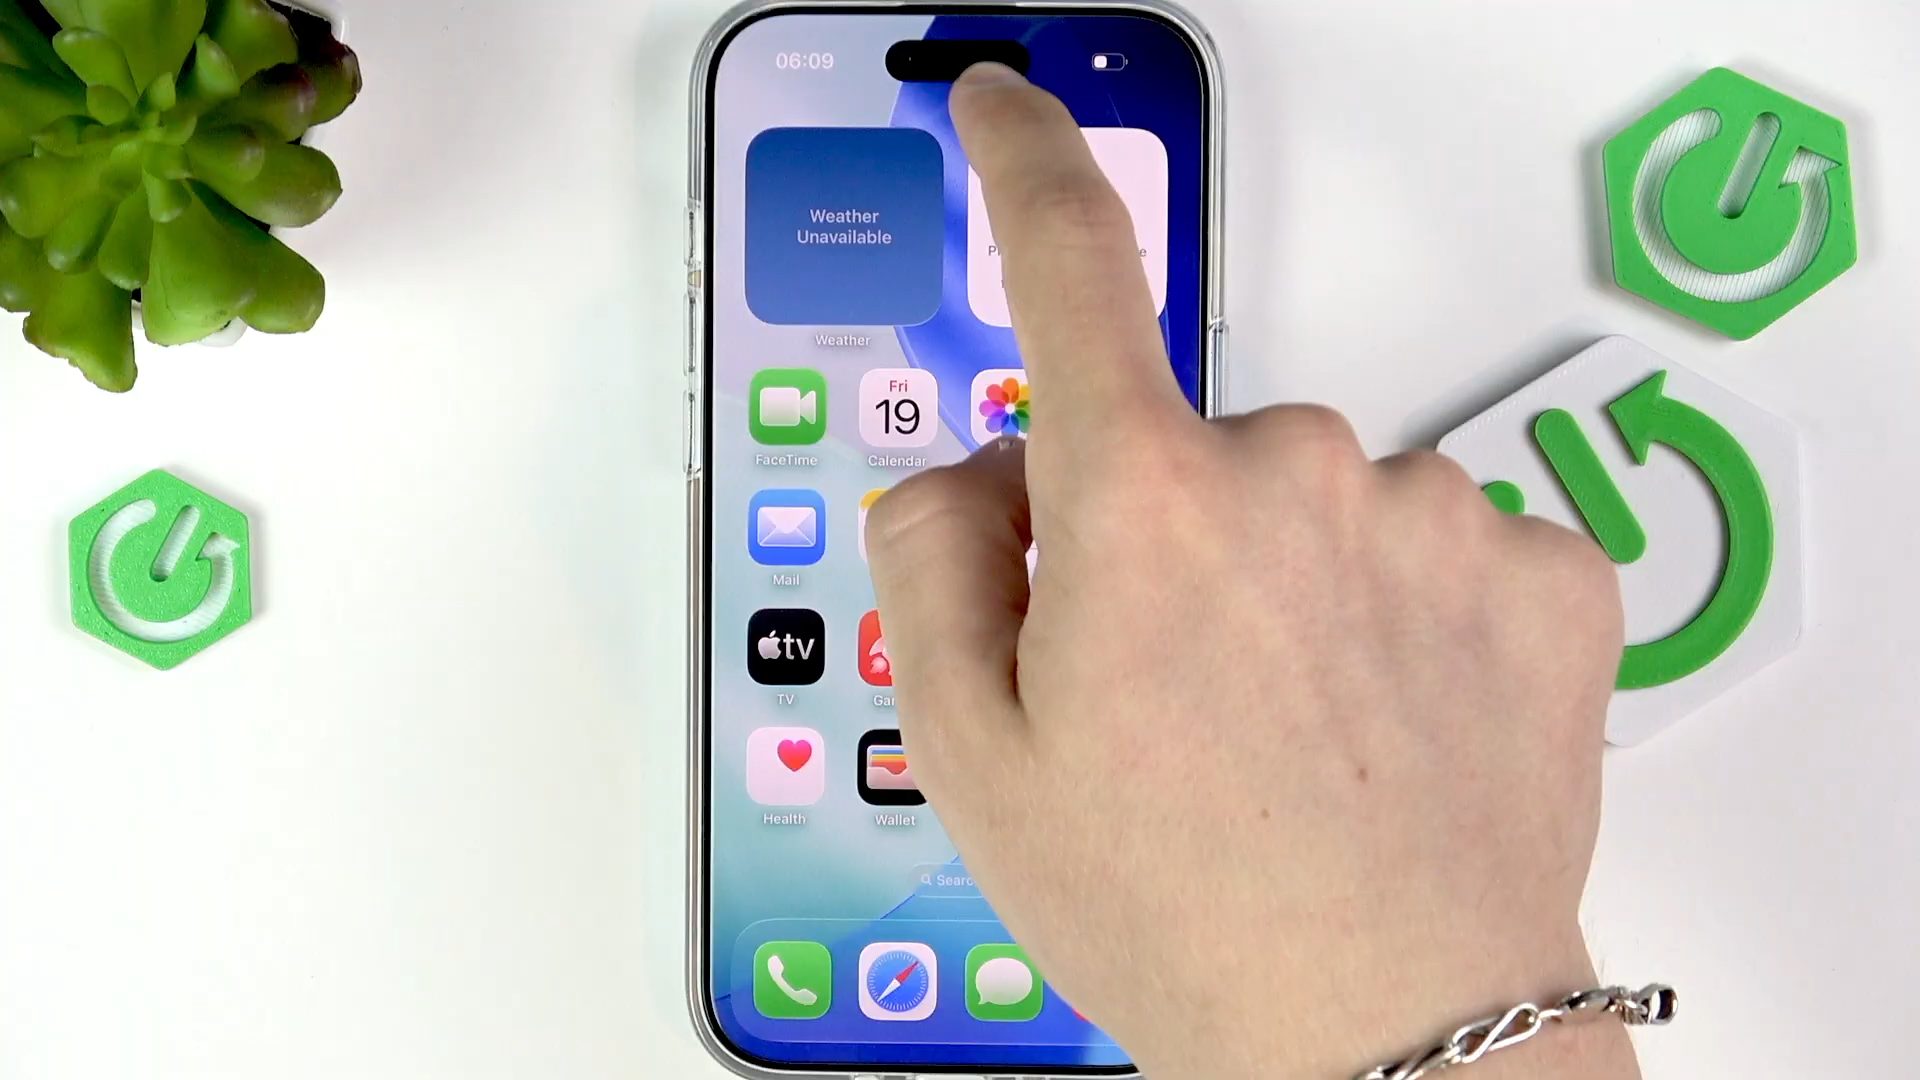 06:09
Weather
Unavailable
Weather
Fri
19
FaceTime
Calendar
Mail
tv
TV
Health
Wallet